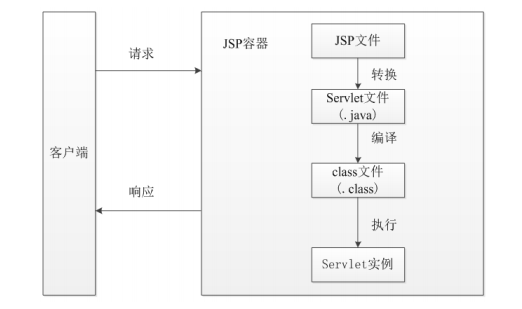 JSP容器
JSP文件
请求
转换
Servlet文件
(.java)
编译
客户端
class文件
(.class)
响应
执行
Servlet实例